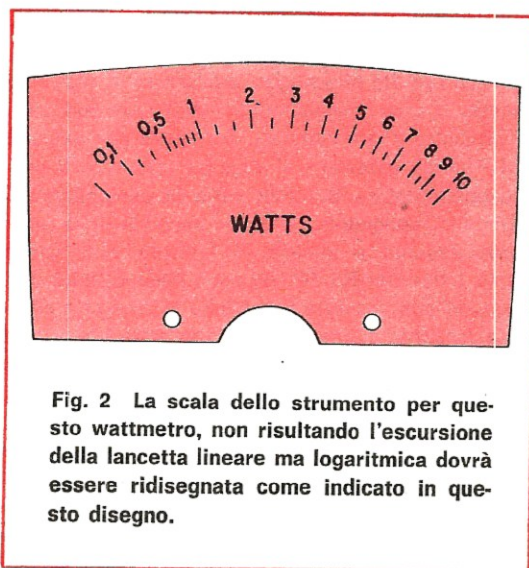 0,1 0,5 1 2 3 4 5 6 7 8 9 10
WATTS
Fig. 2 La scala dello strumento per que-
sto wattmetro, non risultando l'escursione
della lancetta lineare ma logaritmica dovrà
essere ridisegnata come indicato in que-
sto disegno.